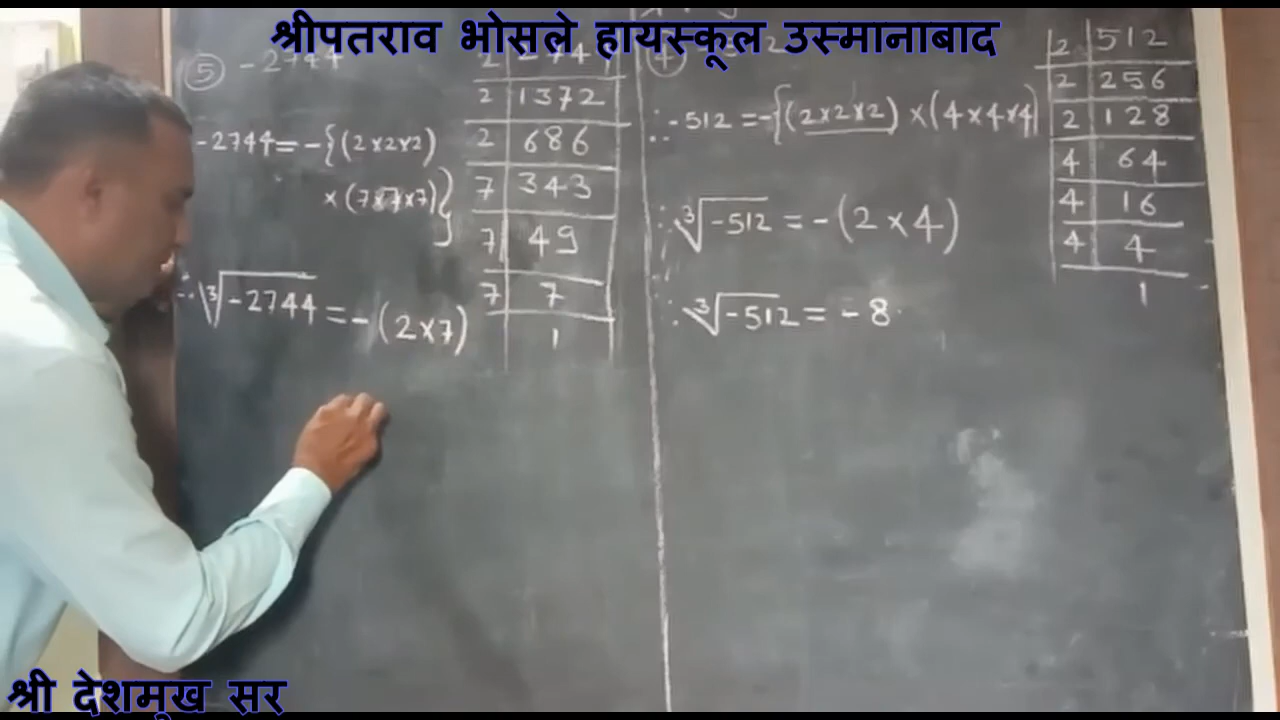 श्रीपतराव भोसले हायस्कूल उस्मानाबाद
⑤ -2744
-2744 = -{(2×2×2)
×(7×7×7)}
∴ ∛-2744 = -(2×7)
2 | 2744
2 | 1372
2 | 686
7 | 343
7 | 49
7 | 7
1
④
∴ -512 = -{(2×2×2) ×(4×4×4)
∴ ∛-512 = -(2×4)
∴ ∛-512 = -8
2 | 512
2 | 256
2 | 128
4 | 64
4 | 16
4 | 4
1
श्री देशमुख सर